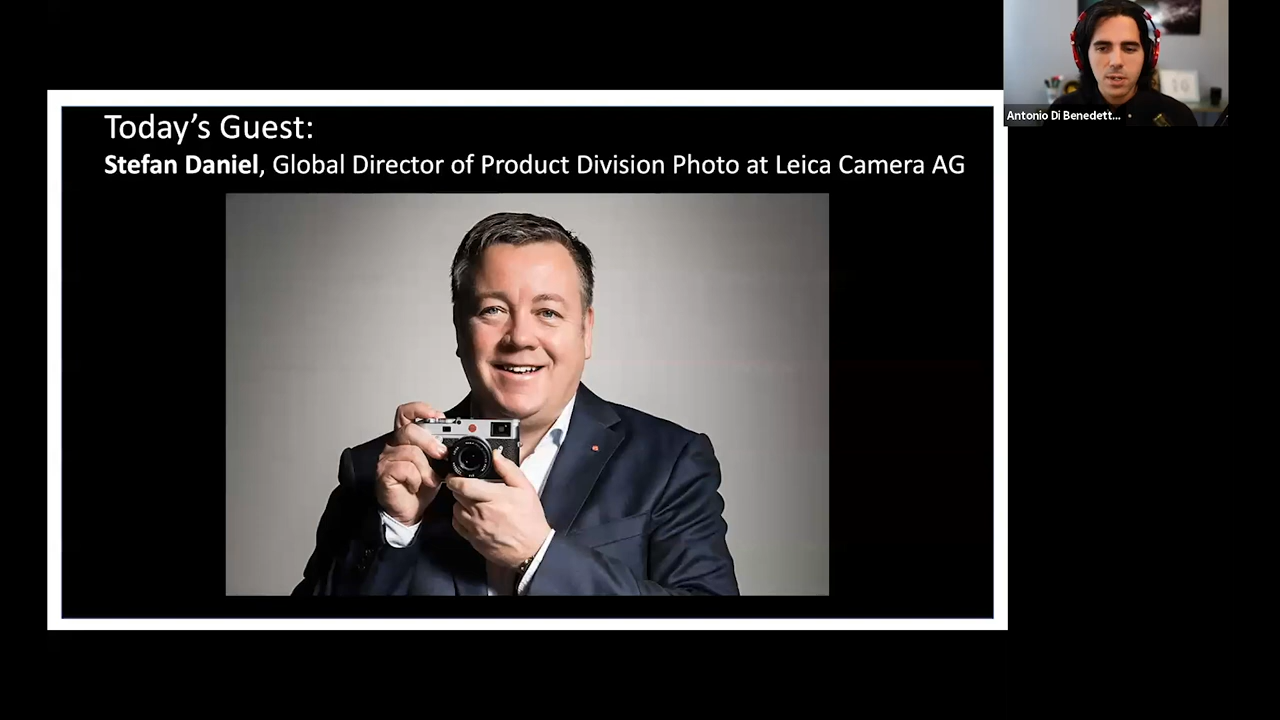 Today's Guest:
Stefan Daniel, Global Director of Product Division Photo at Leica Camera AG
Antonio Di Benedett...